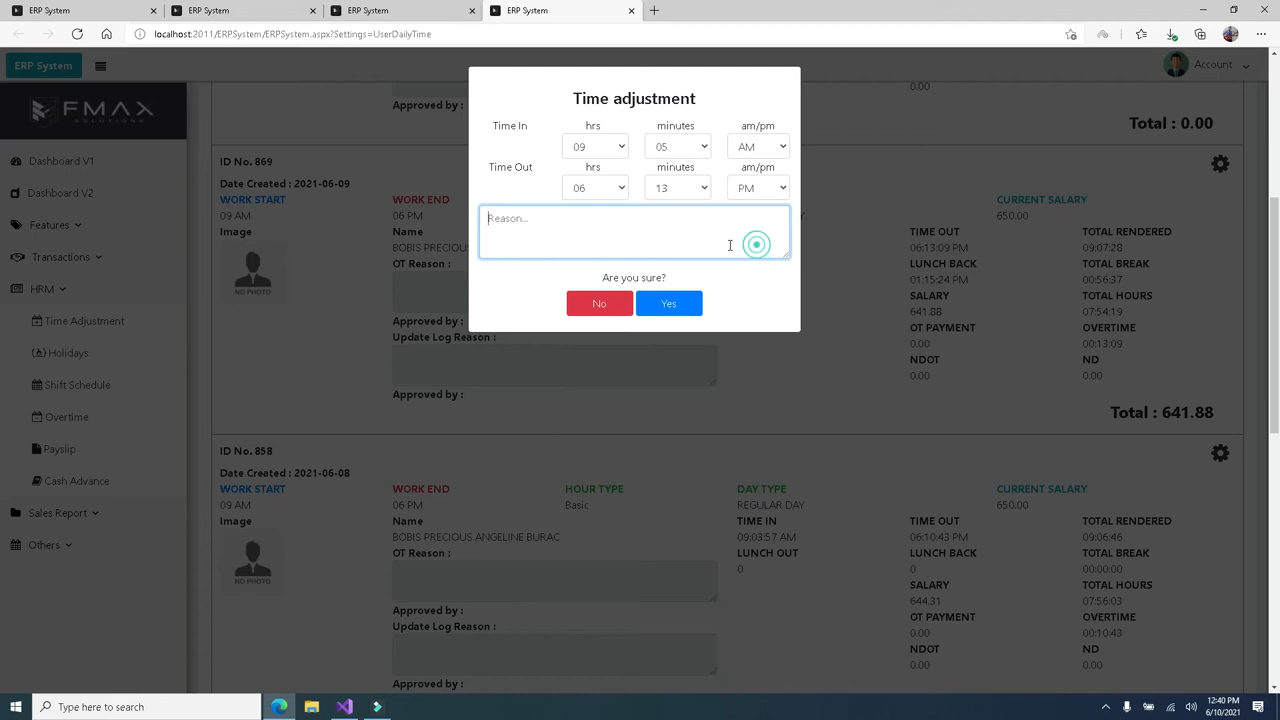 ERP System
ERP System
ERP System
ERP System
localhost:2011/ERPSystem/ERPSystem.aspx?Settings=UserDailyTime
ERP System
Account
FMAX
SOLUTIONS
Dashboard V1
Dashboard V2
Features
Transactions
HRM
Time Adjustment
Holidays
Shift Schedule
Overtime
Payslip
Cash Advance
Sales Report
Others
Time adjustment
Time In hrs minutes am/pm
09 05 AM
Time Out hrs minutes am/pm
06 13 PM
Reason...
Are you sure?
No Yes
0.00
Approved by :
Total : 0.00
ID No. 869
Date Created : 2021-06-09
WORK START WORK END CURRENT SALARY
09 AM 06 PM 650.00
Image Name TIME OUT TOTAL RENDERED
BOBIS PRECIOUS 06:13:09 PM 09:07:28
OT Reason : LUNCH BACK TOTAL BREAK
NO PHOTO
01:15:24 PM 00:56:37
SALARY TOTAL HOURS
641.88 07:54:19
Approved by : OT PAYMENT OVERTIME
Update Log Reason : 0.00 00:13:09
NDOT ND
0.00 0.00
Approved by :
Total : 641.88
ID No. 858
Date Created : 2021-06-08
WORK START WORK END HOUR TYPE DAY TYPE CURRENT SALARY
09 AM 06 PM Basic REGULAR DAY 650.00
Image Name TIME IN TIME OUT TOTAL RENDERED
BOBIS PRECIOUS ANGELINE BURAC 09:03:57 AM 06:10:43 PM 09:06:46
OT Reason : LUNCH OUT LUNCH BACK TOTAL BREAK
NO PHOTO
0 0 00:00:00
SALARY TOTAL HOURS
644.31 07:56:03
Approved by : OT PAYMENT OVERTIME
Update Log Reason : 0.00 00:10:43
NDOT ND
0.00 0.00
Approved by :
Type here to search
12:40 PM
6/10/2021